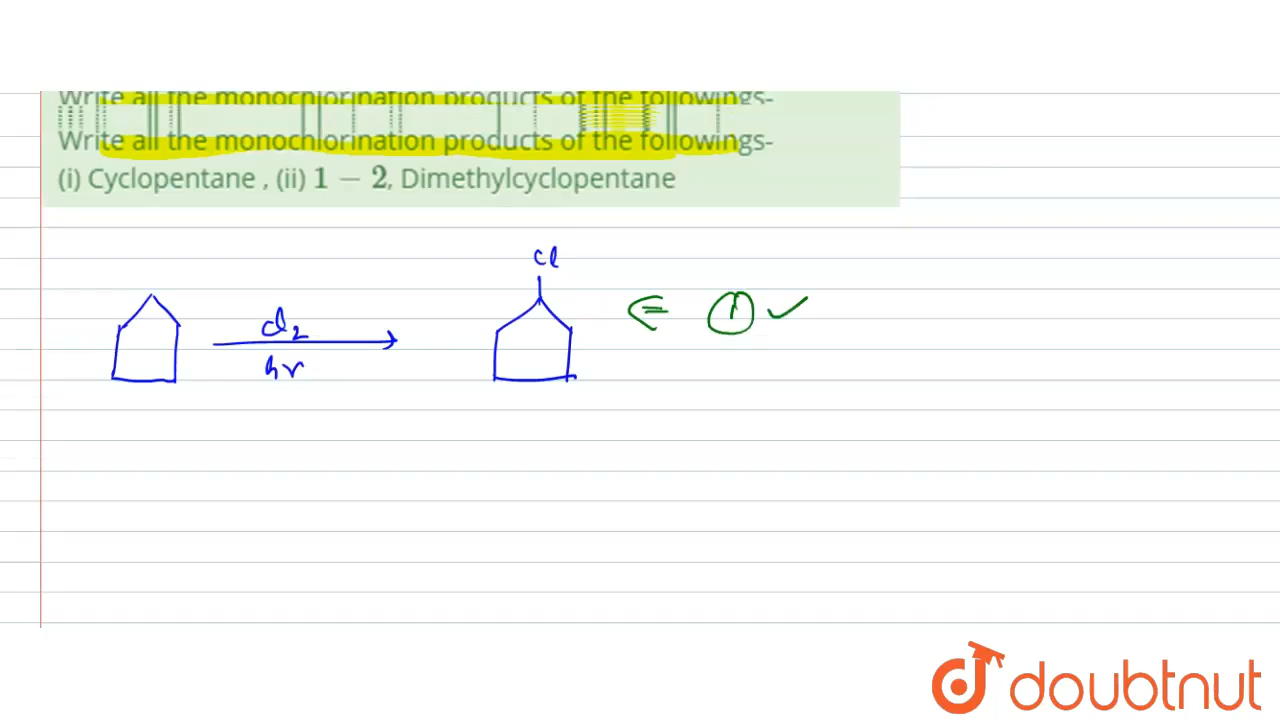 Write all the monochlorination products of the followings-
Write all the monochlorination products of the followings-
(i) Cyclopentane , (ii) 1 − 2, Dimethylcyclopentane
Cl
Cl2
hν
1
doubtnut